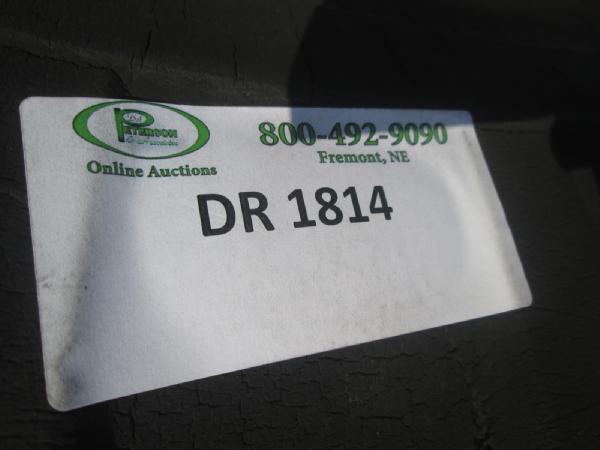 PETERSON
Online Auctions
800-492-9090
Fremont, NE
DR 1814